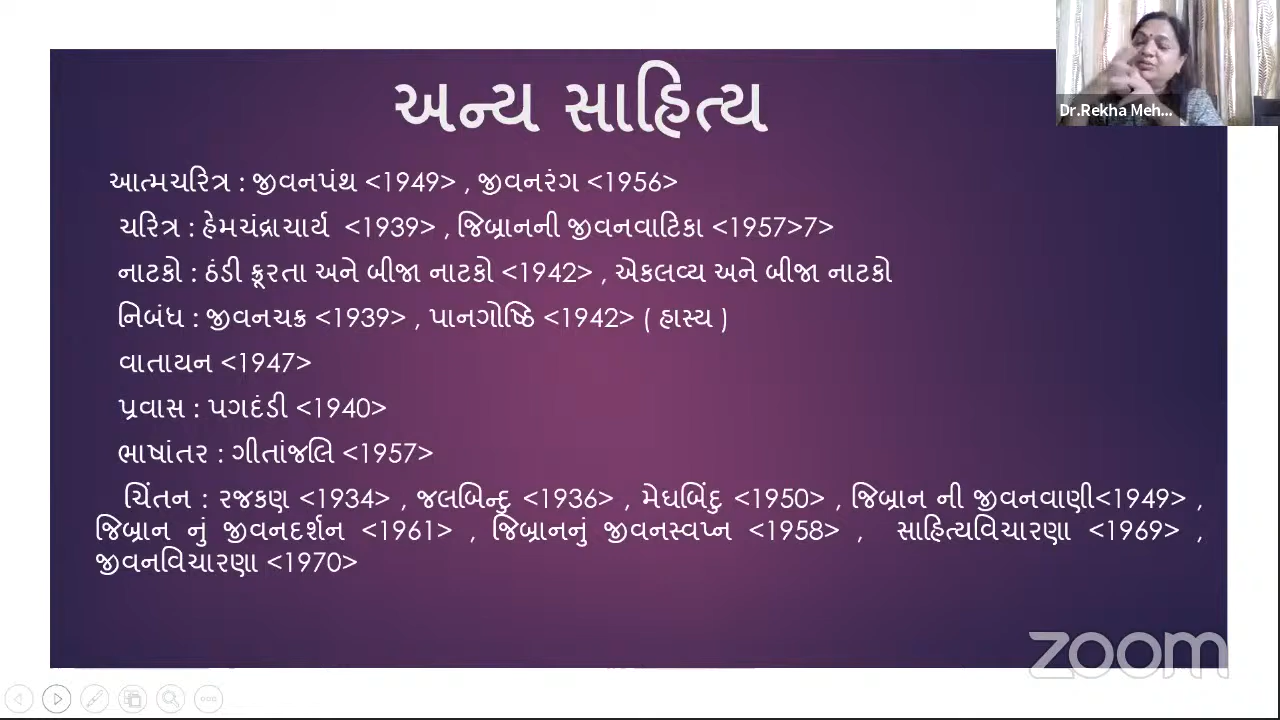 અન્ય સાહિત્ય
Dr.Rekha Meh...
આત્મચરિત્ર : જીવનપંથ <1949> , જીવનરંગ <1956>
ચરિત્ર : હેમચંદ્રાચાર્ય <1939> , જિબ્રાનની જીવનવાટિકા <1957>7>
નાટકો : ઠંડી ક્રૂરતા અને બીજા નાટકો <1942> , એકલવ્ય અને બીજા નાટકો
નિબંધ : જીવનચક્ર <1939> , પાનગોષ્ઠિ <1942> ( હાસ્ય )
વાતાયન <1947>
પ્રવાસ : પગદંડી <1940>
ભાષાંતર : ગીતાંજલિ <1957>
ચિંતન : રજકણ <1934> , જલબિન્દુ <1936> , મેઘબિંદુ <1950> , જિબ્રાન ની જીવનવાણી<1949> ,
જિબ્રાન નું જીવનદર્શન <1961> , જિબ્રાનનું જીવનસ્વપ્ન <1958> , સાહિત્યવિચારણા <1969> ,
જીવનવિચારણા <1970>
zoom